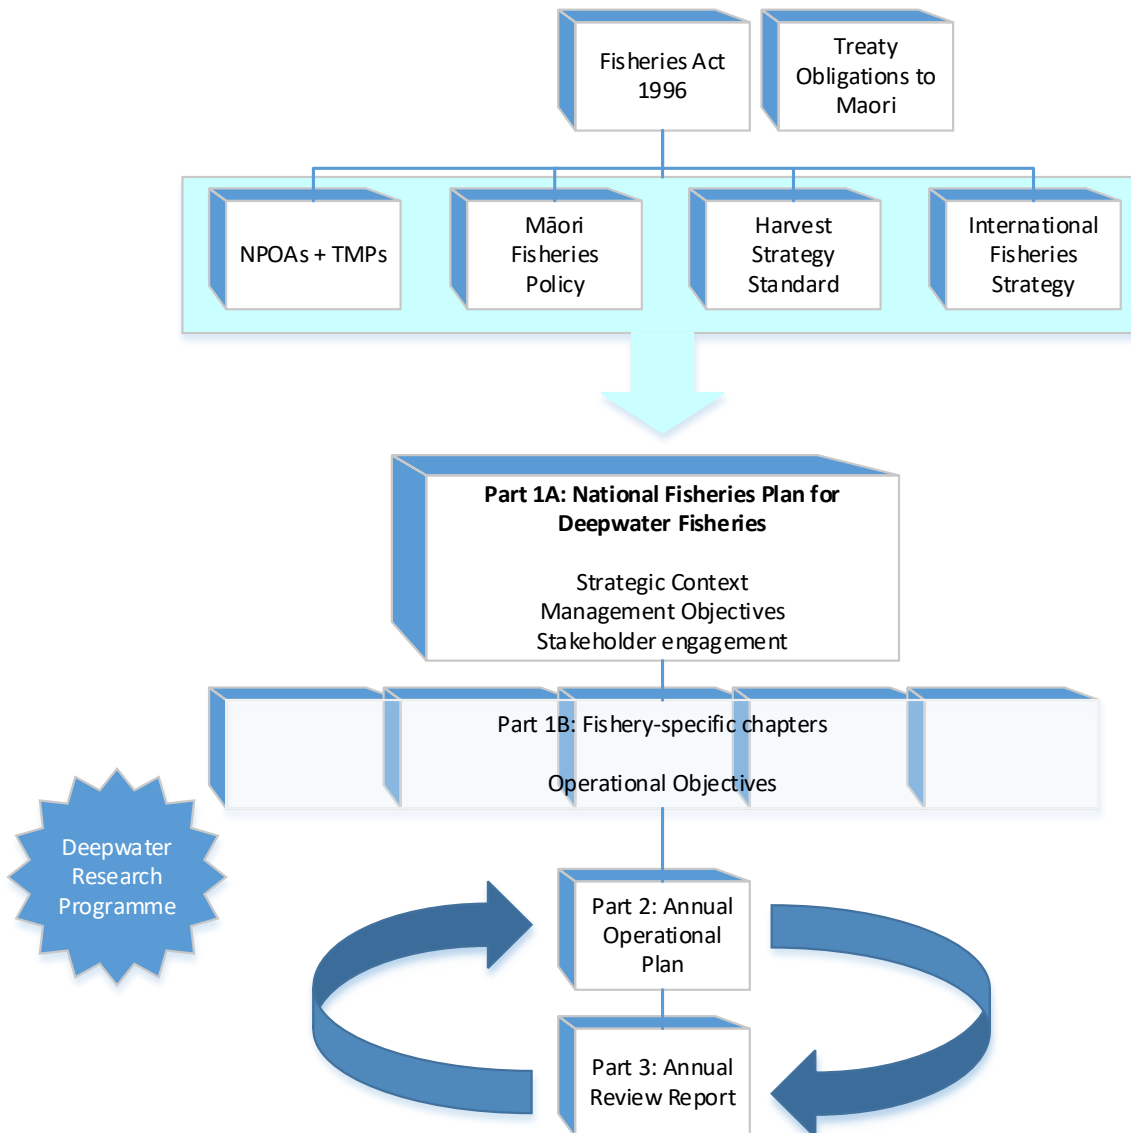 Fisheries Act
1996
Treaty
Obligations to
Maori
NPOAs + TMPs
Māori
Fisheries
Policy
Harvest
Strategy
Standard
International
Fisheries
Strategy
Part 1A: National Fisheries Plan for
Deepwater Fisheries
Strategic Context
Management Objectives
Stakeholder engagement
Part 1B: Fishery-specific chapters
Operational Objectives
Deepwater
Research
Programme
Part 2: Annual
Operational
Plan
Part 3: Annual
Review Report